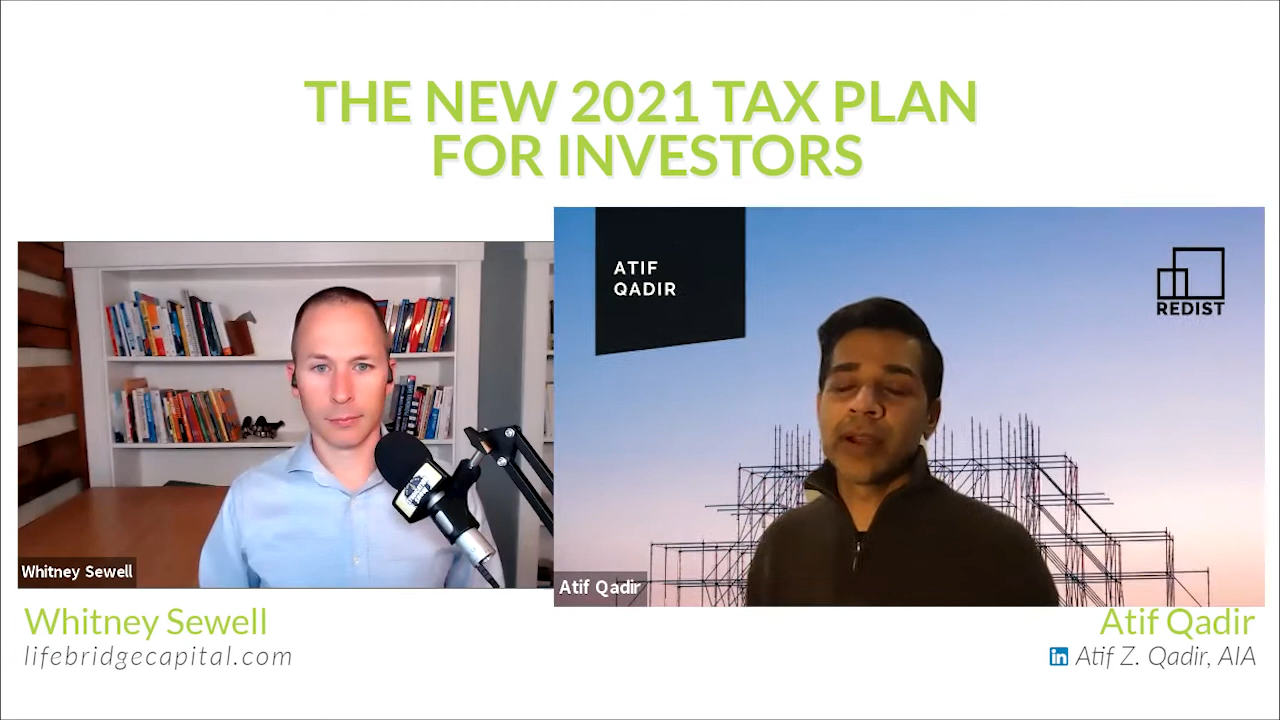 THE NEW 2021 TAX PLAN
FOR INVESTORS
ATIF
QADIR
REDIST
Whitney Sewell
Atif Qadir
Whitney Sewell
lifebridgecapital.com
Atif Qadir
in Atif Z. Qadir, AIA